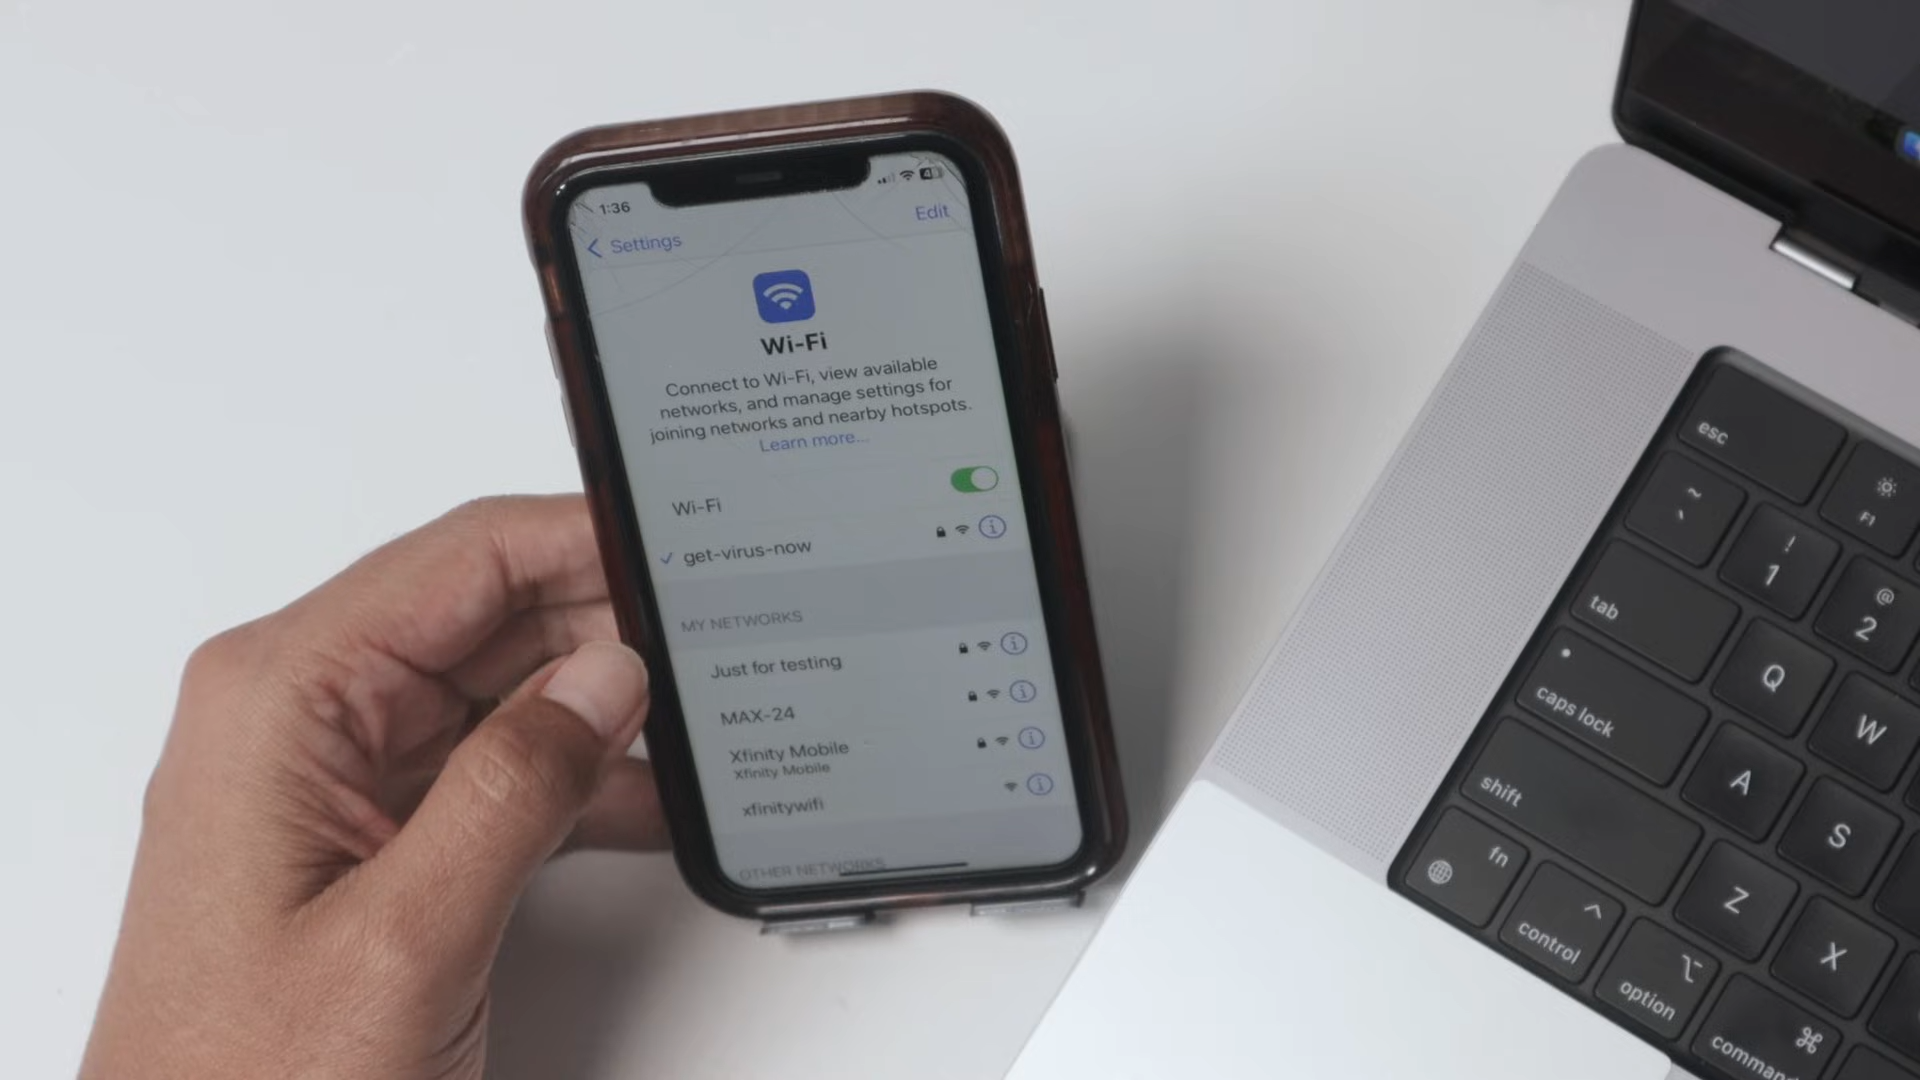 1:36
Edit
Settings
Wi-Fi
Connect to Wi-Fi, view available
networks, and manage settings for
joining networks and nearby hotspots.
Learn more...
Wi-Fi
get-virus-now
MY NETWORKS
Just for testing
MAX-24
Xfinity Mobile
Xfinity Mobile
xfinitywifi
OTHER NETWORKS
esc
F1
~
`
!
1
@
2
tab
Q
W
caps lock
A
S
shift
Z
X
fn
control
option
command